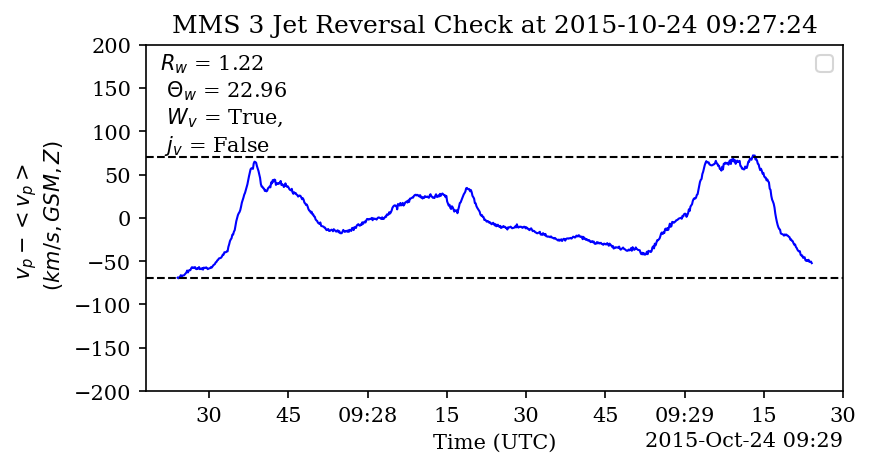 MMS 3 Jet Reversal Check at 2015-10-24 09:27:24
R_w = 1.22
Θ_w = 22.96
W_v = True,
j_v = False
200
150
100
50
0
−50
−100
−150
−200
v_p − < v_p >
(km/s, GSM, Z)
30 45 09:28 15 30 45 09:29 15 30
Time (UTC)
2015-Oct-24 09:29